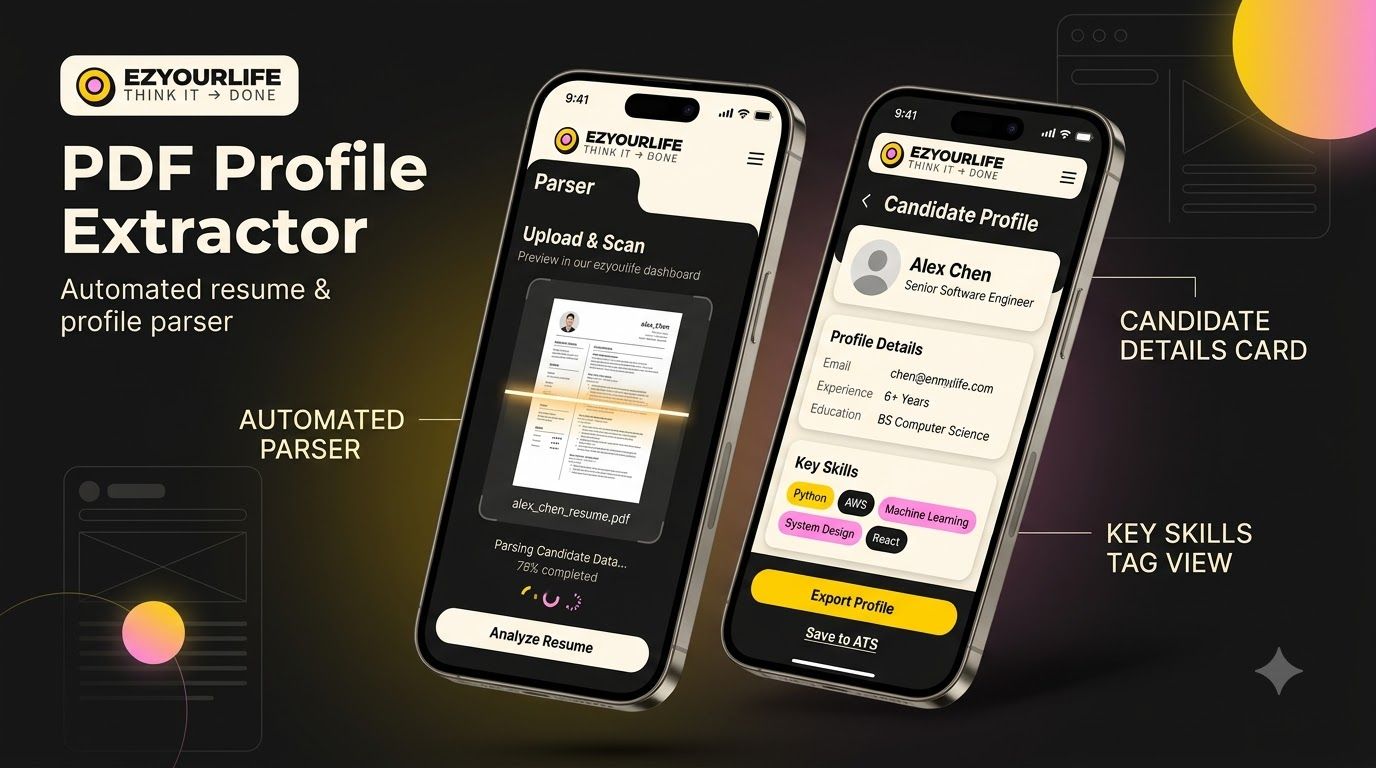 EZYOURLIFE
THINK IT → DONE
PDF Profile
Extractor
Automated resume &
profile parser
AUTOMATED
PARSER
9:41
EZYOURLIFE
THINK IT → DONE
Parser
Upload & Scan
Preview in our ezyoutlfe dashboard
alex_Chen
alex_chen_resume.pdf
Parsing Candidate Data...
78% completed
Analyze Resume
9:41
EZYOURLIFE
THINK IT → DONE
Candidate Profile
Alex Chen
Senior Software Engineer
Profile Details
Email
Experience 6+ Years
Education BS Computer Science
Key Skills
Python AWS Machine Learning
System Design React
Export Profile
Save to ATS
CANDIDATE
DETAILS CARD
KEY SKILLS
TAG VIEW